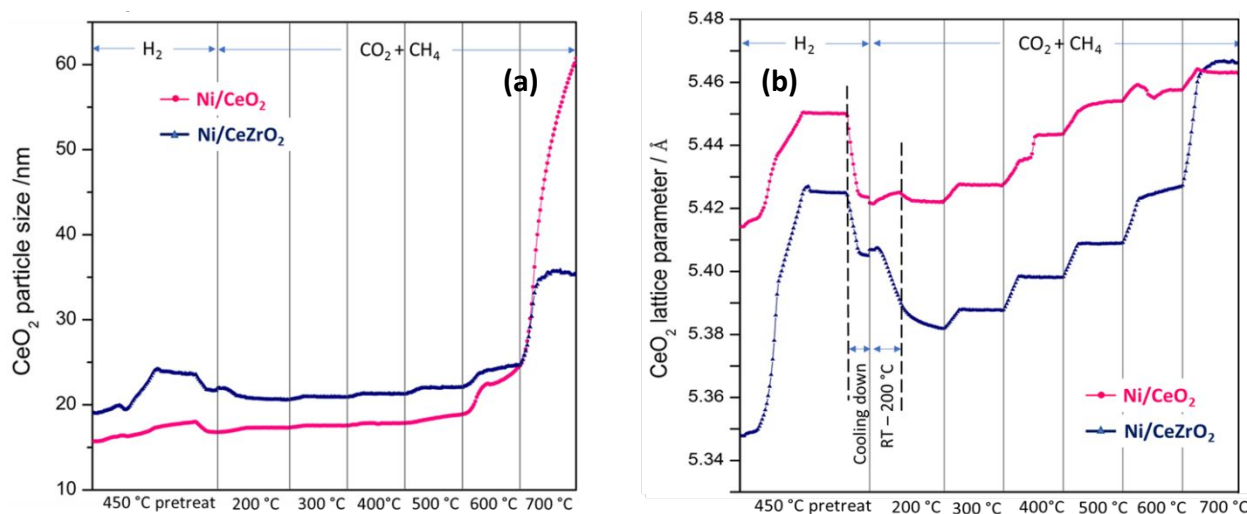 H₂
CO₂ + CH₄
(a)
Ni/CeO₂
Ni/CeZrO₂
CeO₂ particle size /nm
60
50
40
30
20
10
450 °C pretreat
200 °C
300 °C
400°C
500 °C
600 °C
700 °C
5.48
H₂
CO₂ + CH₄
(b)
CeO₂ lattice parameter / Å
5.46
5.44
5.42
5.40
5.38
5.36
5.34
Cooling down
RT – 200 °C
Ni/CeO₂
Ni/CeZrO₂
450 °C pretreat
200 °C
300 °C
400°C
500 °C
600 °C
700 °C